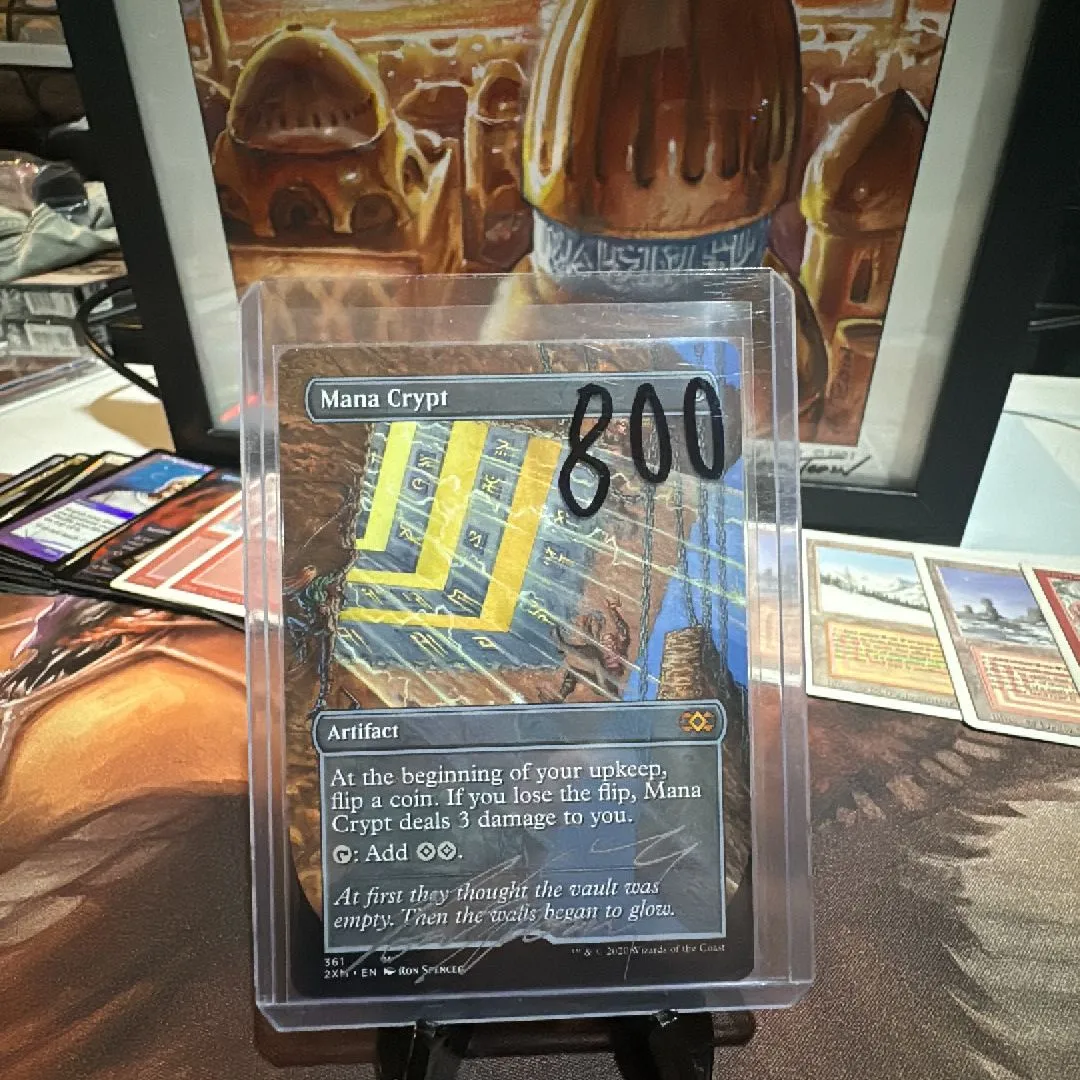 Mana Crypt
800
Artifact
At the beginning of your upkeep,
flip a coin. If you lose the flip, Mana
Crypt deals 3 damage to you.
: Add .
At first they thought the vault was
empty. Then the walls began to glow.
361
2XM • EN RON SPENCER
™ & © 2020 Wizards of the Coast